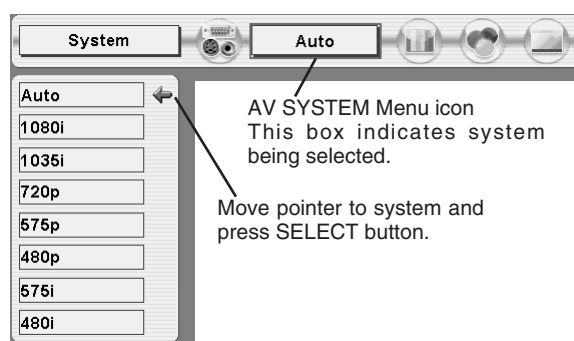 System
Auto
Auto
1080i
1035i
720p
575p
480p
575i
480i
AV SYSTEM Menu icon
This box indicates system
being selected.
Move pointer to system and
press SELECT button.